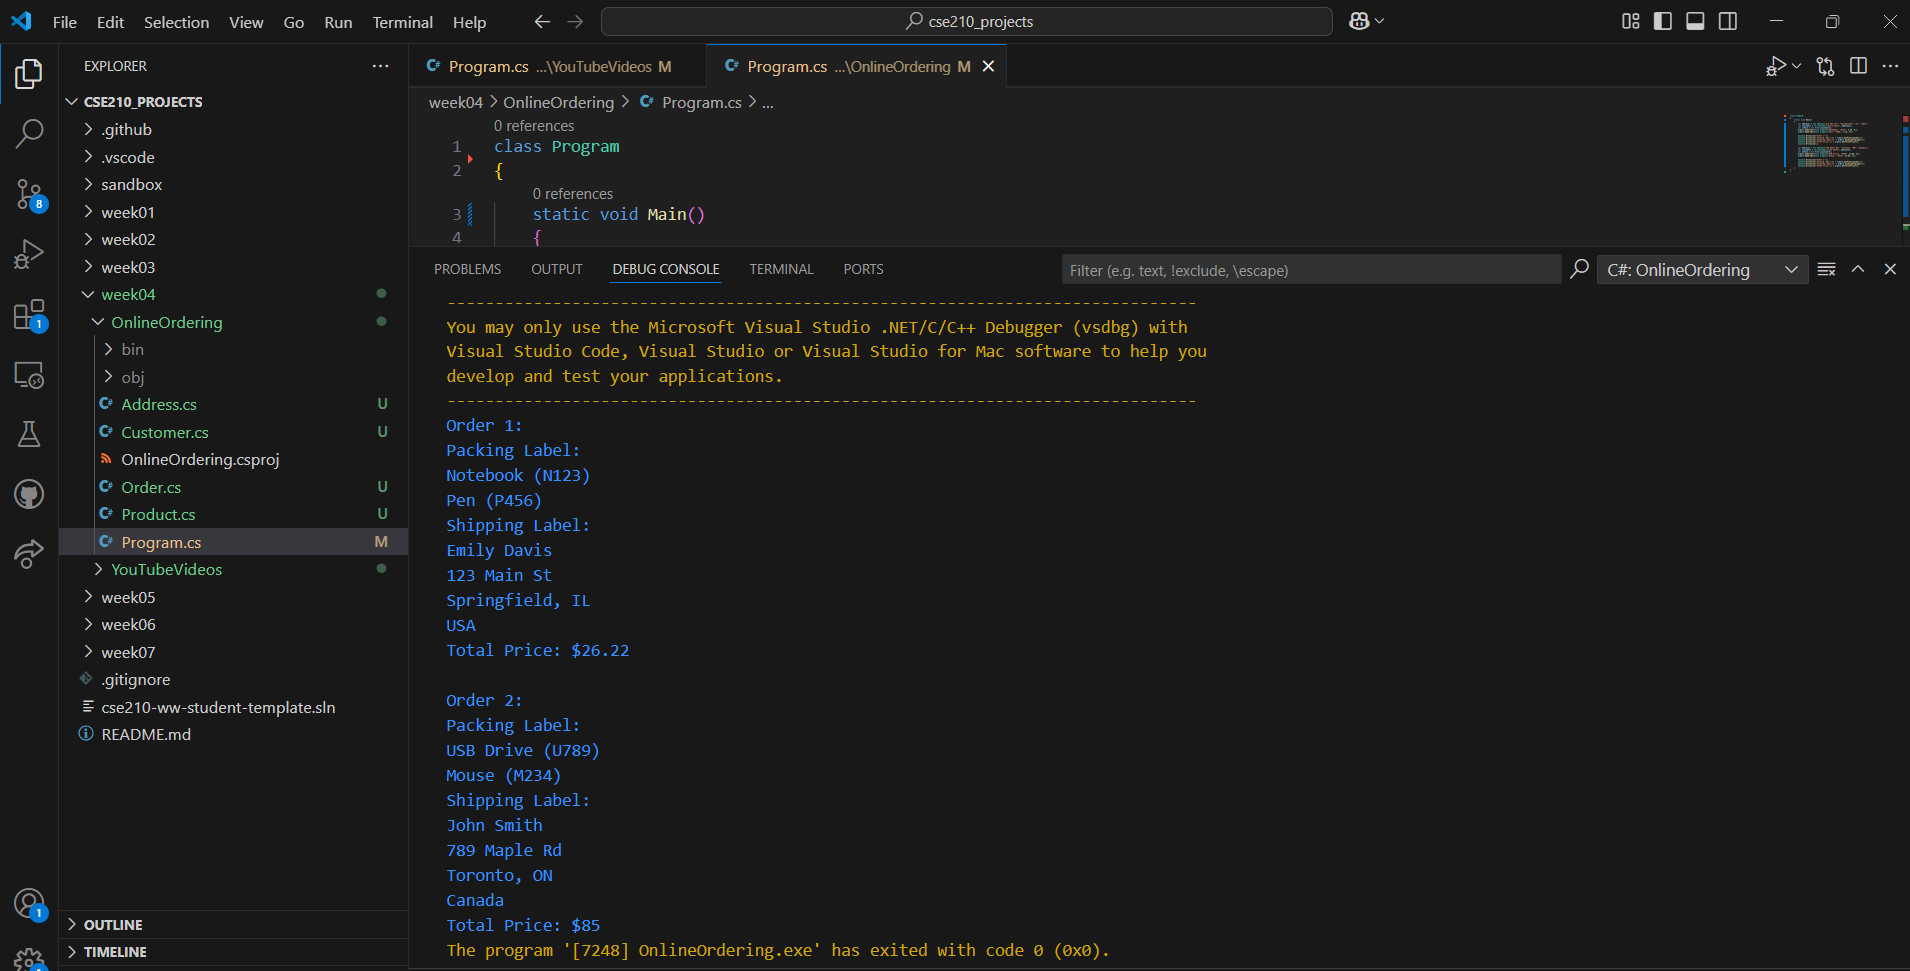 File Edit Selection View Go Run Terminal Help
cse210_projects
EXPLORER
CSE210_PROJECTS
.github
.vscode
sandbox
week01
week02
week03
week04
OnlineOrdering
bin
obj
Address.cs U
Customer.cs U
OnlineOrdering.csproj
Order.cs U
Product.cs U
Program.cs M
YouTubeVideos
week05
week06
week07
.gitignore
cse210-ww-student-template.sln
README.md
OUTLINE
TIMELINE
8
1
1
Program.cs ...\YouTubeVideos M
Program.cs ...\OnlineOrdering M
week04 > OnlineOrdering > Program.cs > ...
0 references
1 class Program
2 {
0 references
3 static void Main()
4 {
PROBLEMS OUTPUT DEBUG CONSOLE TERMINAL PORTS
Filter (e.g. text, !exclude, \escape)
C#: OnlineOrdering
-------------------------------------------------------------------------------
You may only use the Microsoft Visual Studio .NET/C/C++ Debugger (vsdbg) with
Visual Studio Code, Visual Studio or Visual Studio for Mac software to help you
develop and test your applications.
-------------------------------------------------------------------------------
Order 1:
Packing Label:
Notebook (N123)
Pen (P456)
Shipping Label:
Emily Davis
123 Main St
Springfield, IL
USA
Total Price: $26.22
Order 2:
Packing Label:
USB Drive (U789)
Mouse (M234)
Shipping Label:
John Smith
789 Maple Rd
Toronto, ON
Canada
Total Price: $85
The program '[7248] OnlineOrdering.exe' has exited with code 0 (0x0).